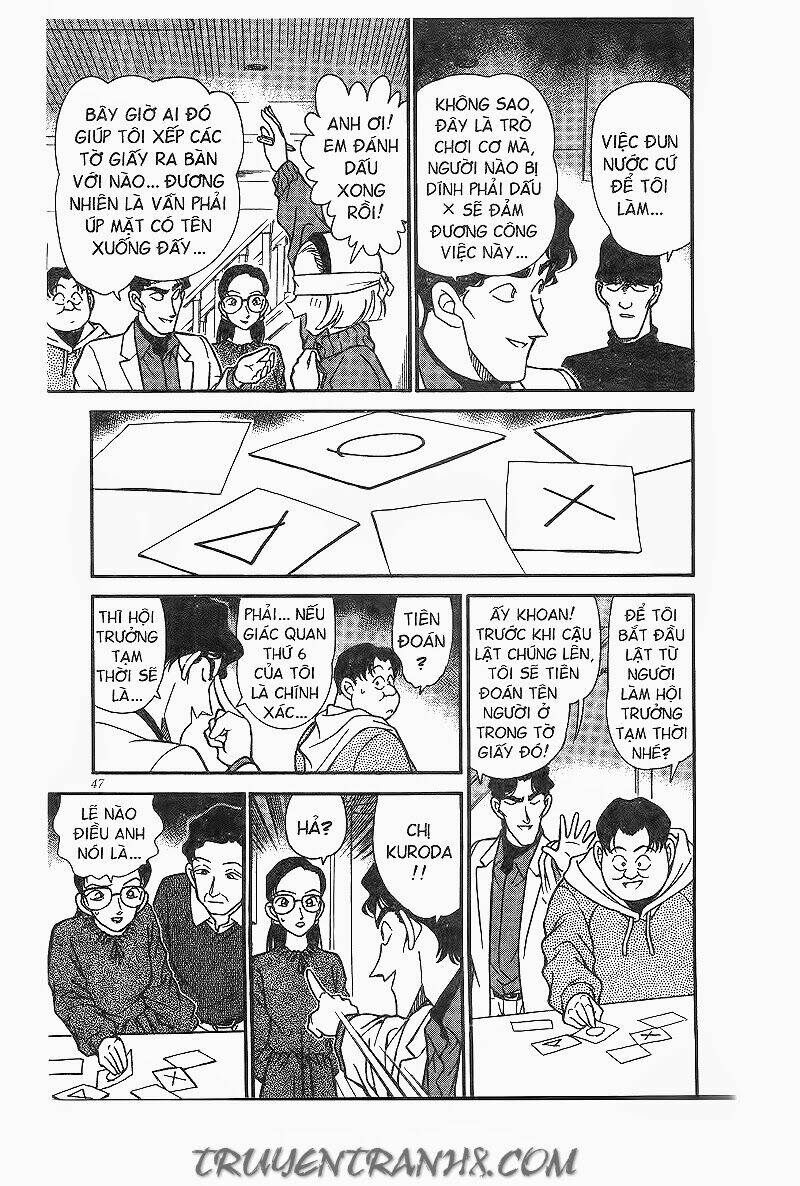 VIỆC ĐUN
NƯỚC CỨ
ĐỂ TÔI
LÀM...
KHÔNG SAO,
ĐÂY LÀ TRÒ
CHƠI CƠ MÀ,
NGƯỜI NÀO BỊ
DÍNH PHẢI DẤU
× SẼ ĐẢM
ĐƯƠNG CÔNG
VIỆC NÀY...
ANH ƠI!
EM ĐÁNH
DẤU
XONG
RỒI!
BÂY GIỜ AI ĐÓ
GIÚP TÔI XẾP CÁC
TỜ GIẤY RA BÀN
VỚI NÀO... ĐƯƠNG
NHIÊN LÀ VẪN PHẢI
ÚP MẶT CÓ TÊN
XUỐNG ĐẤY...
ĐỂ TÔI
BẮT ĐẦU
LẬT TỪ
NGƯỜI
LÀM HỘI
TRƯỞNG
TẠM THỜI
NHÉ?
ẤY KHOAN!
TRƯỚC KHI CẬU
LẬT CHÚNG LÊN,
TÔI SẼ TIÊN
ĐOÁN TÊN
NGƯỜI Ở
TRONG TỜ
GIẤY ĐÓ!
TIÊN
ĐOÁN
?
PHẢI... NẾU
GIÁC QUAN
THỨ 6
CỦA TÔI
LÀ CHÍNH
XÁC...
THÌ HỘI
TRƯỞNG
TẠM
THỜI SẼ
LÀ...
47
CHỊ
KURODA
!!
HẢ?
LẼ NÀO
ĐIỀU ANH
NÓI LÀ...
TRUYENTRANH8.COM